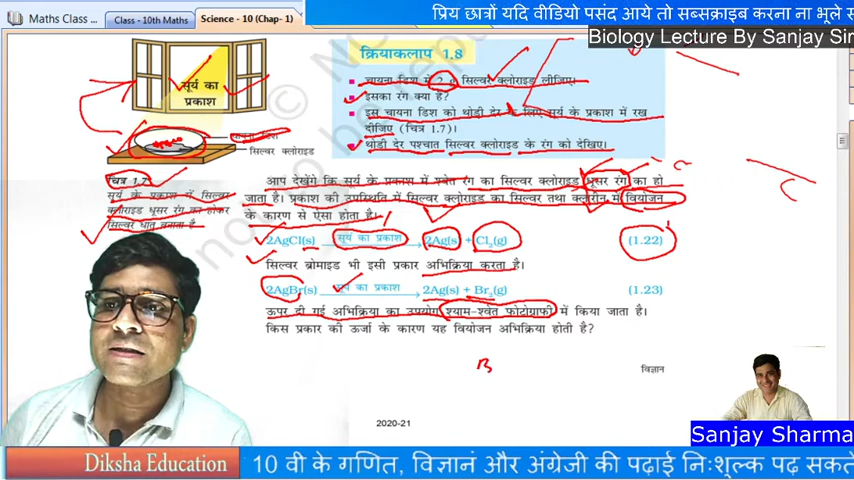 Maths Class ...
Class - 10th Maths
Science - 10 (Chap- 1)
प्रिय छात्रों यदि वीडियो पसंद आये तो सब्सक्राइब करना ना भूले
Biology Lecture By Sanjay Sir
क्रियाकलाप 1.8
चायना डिश में 2 g सिल्वर क्लोराइड लीजिए।
इसका रंग क्या है?
इस चायना डिश को थोड़ी देर के लिए सूर्य के प्रकाश में रख
दीजिए (चित्र 1.7)।
थोड़ी देर पश्चात सिल्वर क्लोराइड के रंग को देखिए।
सूर्य का
प्रकाश
चायना डिश
सिल्वर क्लोराइड
चित्र 1.7
सूर्य के प्रकाश में सिल्वर
क्लोराइड धूसर रंग का होकर
सिल्वर धातु बनाता है
आप देखेंगे कि सूर्य के प्रकाश में श्वेत रंग का सिल्वर क्लोराइड धूसर रंग का हो
जाता है। प्रकाश की उपस्थिति में सिल्वर क्लोराइड का सिल्वर तथा क्लोरीन में वियोजन
के कारण से ऐसा होता है।
2AgCl(s) सूर्य का प्रकाश 2Ag(s) + Cl₂(g) (1.22)
सिल्वर ब्रोमाइड भी इसी प्रकार अभिक्रिया करता है।
2AgBr(s) सूर्य का प्रकाश 2Ag(s) + Br₂(g) (1.23)
ऊपर दी गई अभिक्रिया का उपयोग श्याम-श्वेत फोटोग्राफी में किया जाता है।
किस प्रकार की ऊर्जा के कारण यह वियोजन अभिक्रिया होती है?
विज्ञान
2020-21
Sanjay Sharma
Diksha Education
10 वी के गणित, विज्ञानं और अंग्रेजी की पढ़ाई निःशुल्क पढ़ सकते